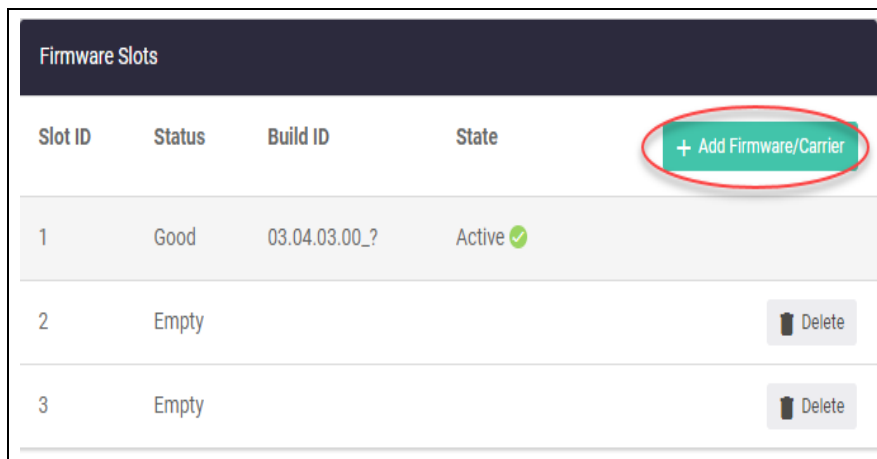 Firmware Slots
Slot ID Status Build ID State + Add Firmware/Carrier
1 Good 03.04.03.00_? Active
2 Empty Delete
3 Empty Delete